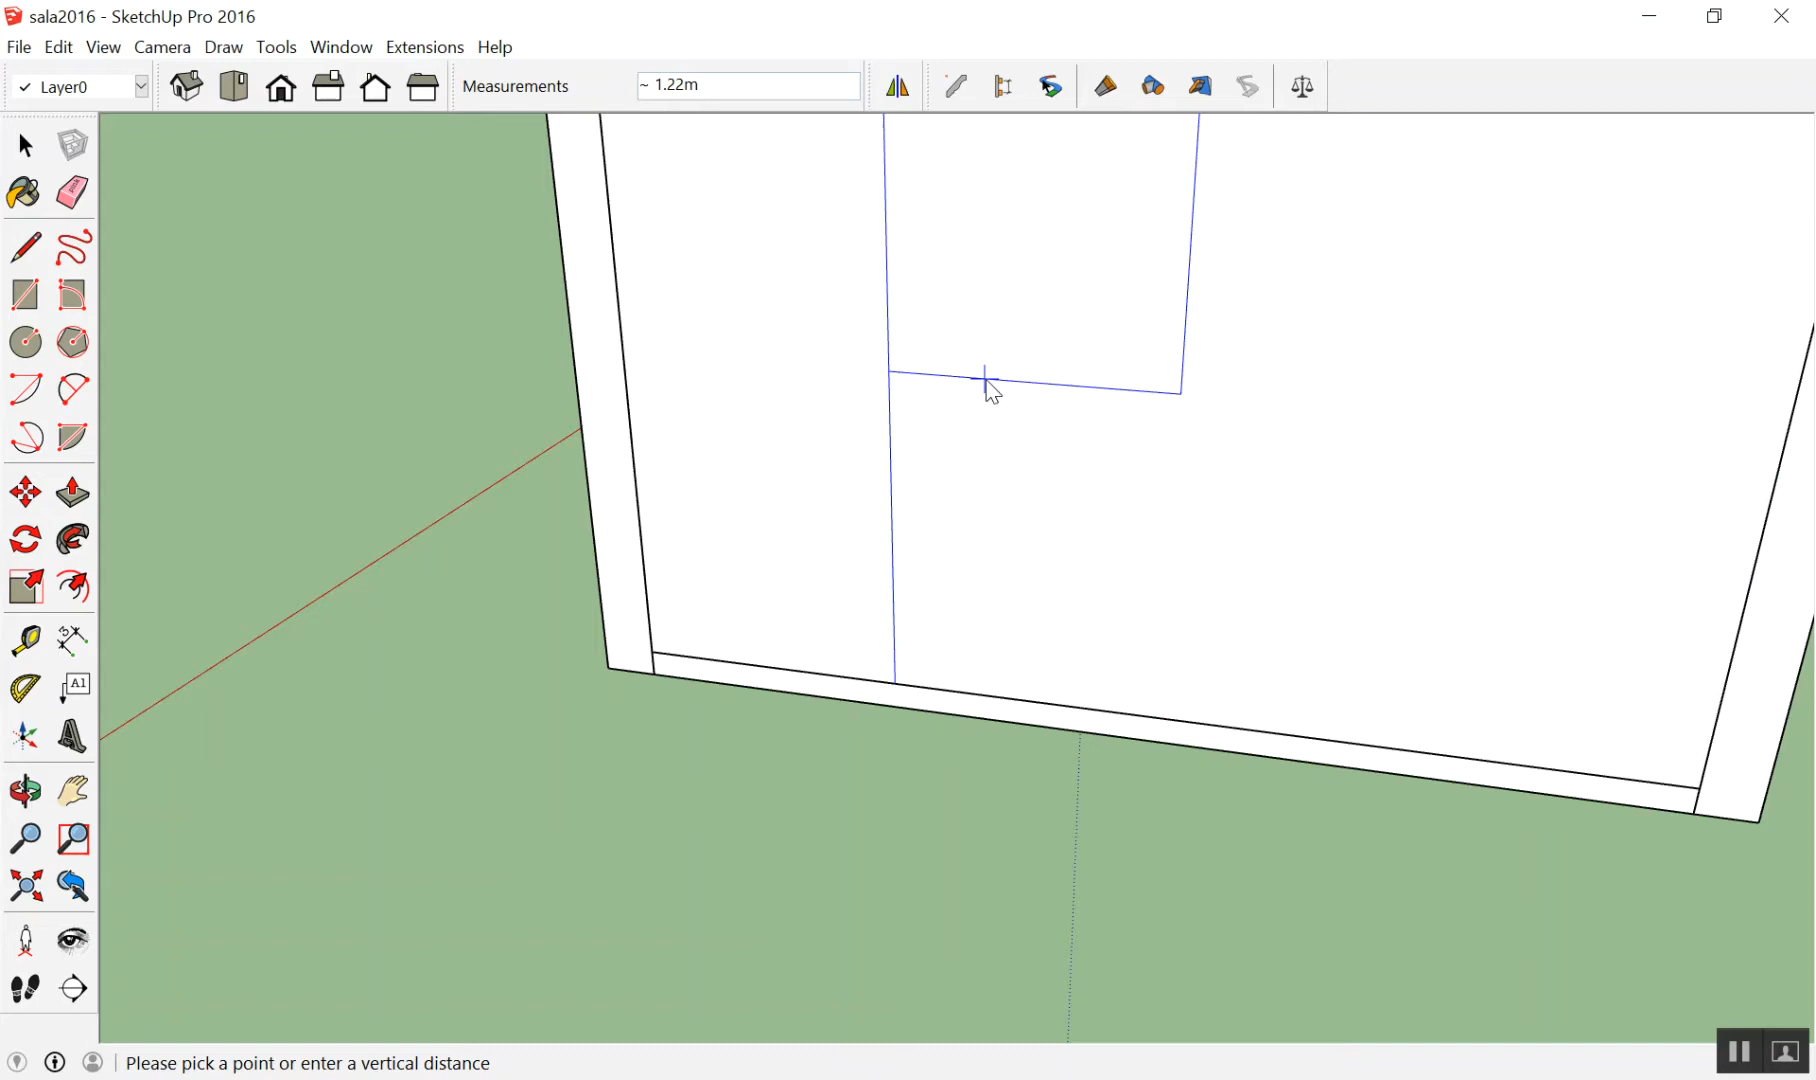 sala2016 - SketchUp Pro 2016
File Edit View Camera Draw Tools Window Extensions Help
Layer0 Measurements ~ 1.22m
A1
Please pick a point or enter a vertical distance